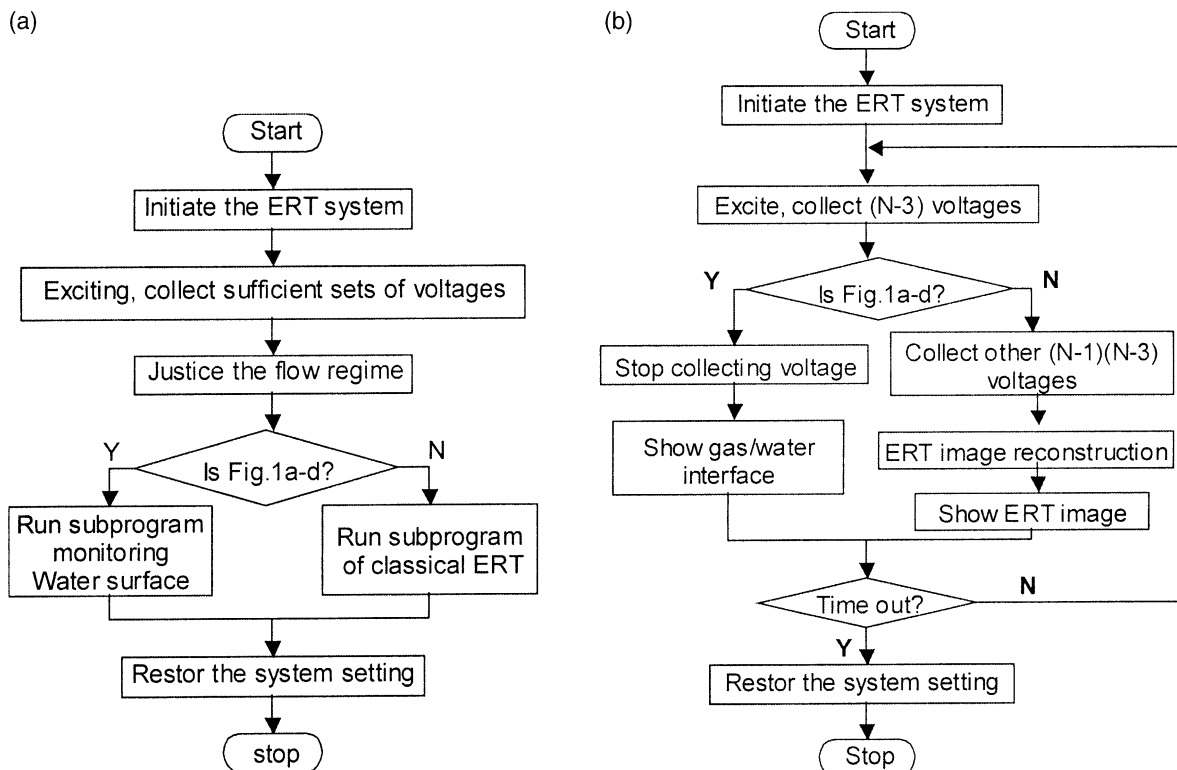 (a)
Start
Initiate the ERT system
Exciting, collect sufficient sets of voltages
Justice the flow regime
Is Fig.1a-d?
Y
N
Run subprogram
monitoring
Water surface
Run subprogram
of classical ERT
Restor the system setting
stop
(b)
Start
Initiate the ERT system
Excite, collect (N-3) voltages
Is Fig.1a-d?
Y
N
Stop collecting voltage
Show gas/water
interface
Collect other (N-1)(N-3)
voltages
ERT image reconstruction
Show ERT image
Time out?
N
Y
Restor the system setting
Stop